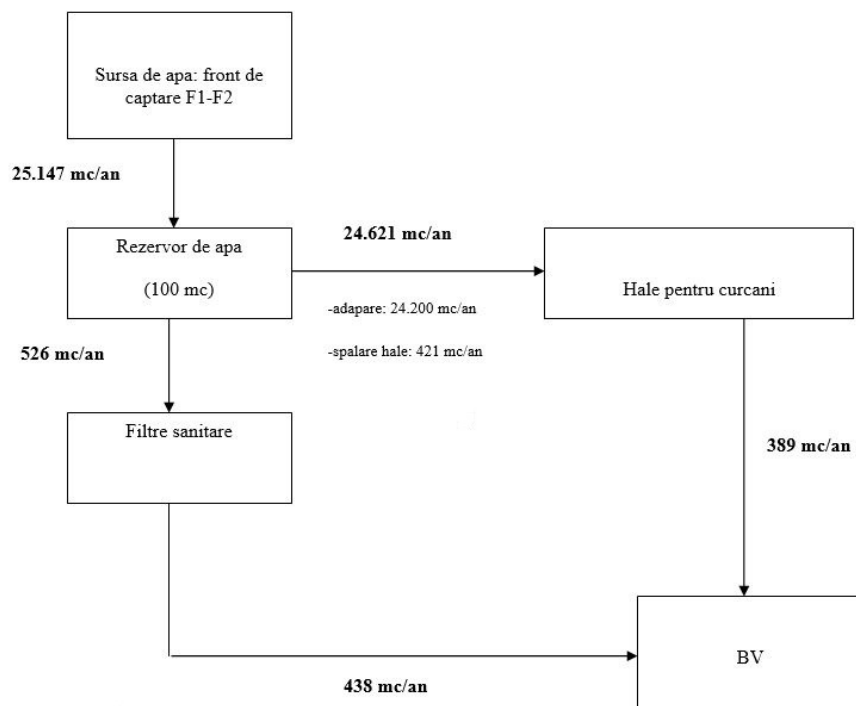 Sursa de apa: front de
captare F1-F2
25.147 mc/an
Rezervor de apa
(100 mc)
24.621 mc/an
-adapare: 24.200 mc/an
-spalare hale: 421 mc/an
Hale pentru curcani
526 mc/an
Filtre sanitare
389 mc/an
BV
438 mc/an